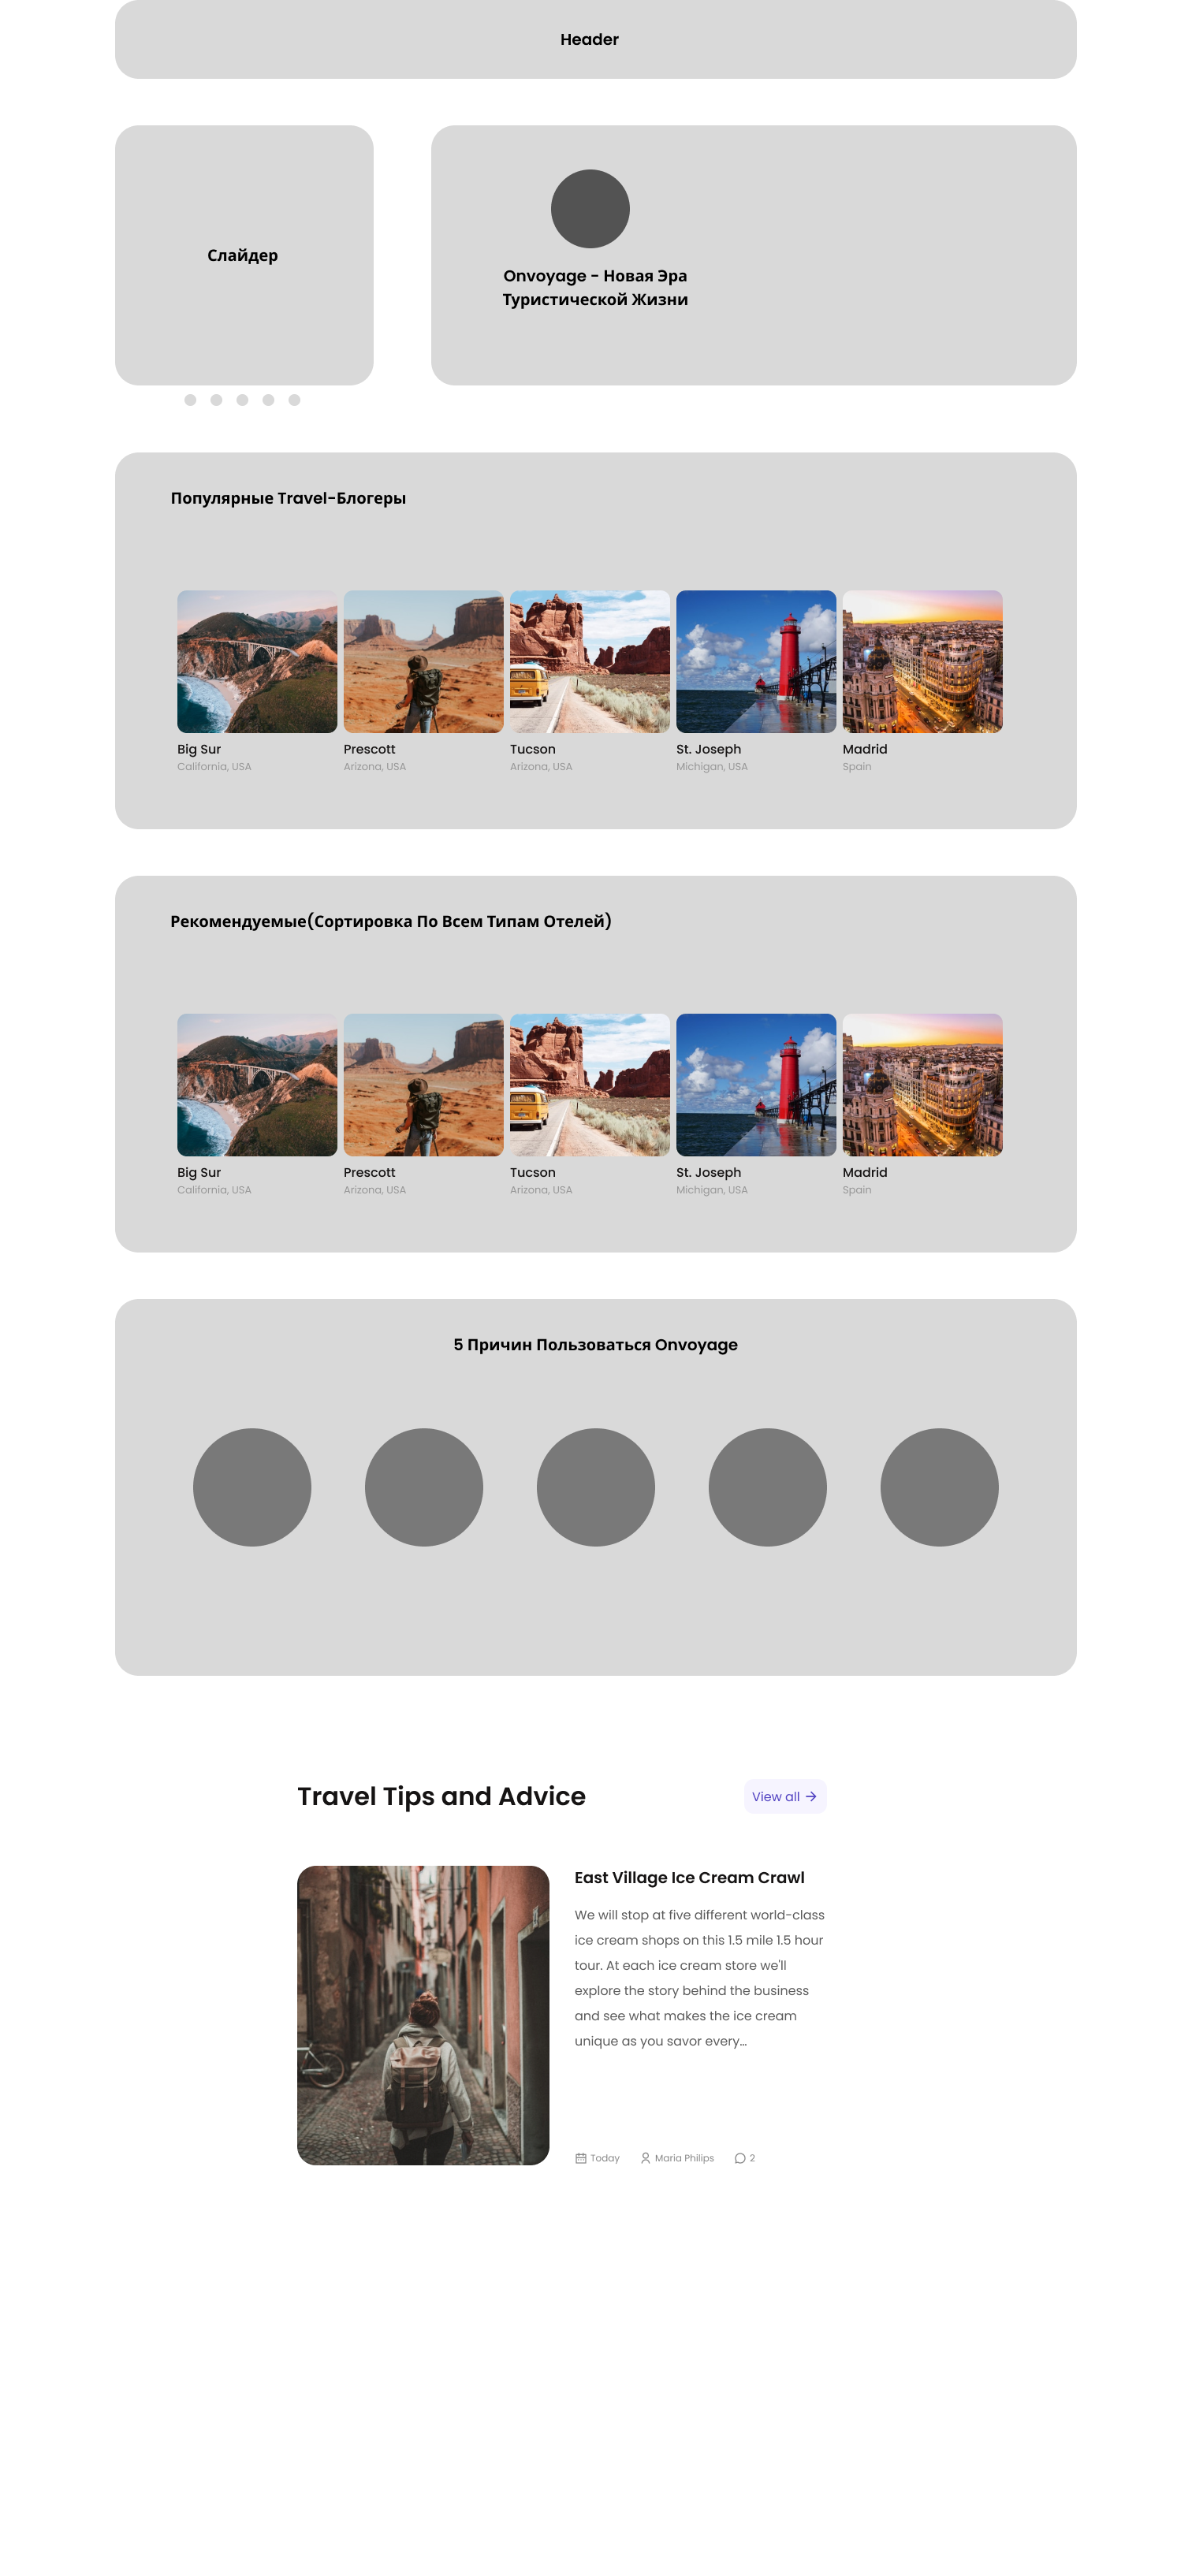 Header
Слайдер
Onvoyage - Новая Эра
Туристической Жизни
Популярные Travel-Блогеры
Big Sur
California, USA
Prescott
Arizona, USA
Tucson
Arizona, USA
St. Joseph
Michigan, USA
Madrid
Spain
Рекомендуемые(Сортировка По Всем Типам Отелей)
Big Sur
California, USA
Prescott
Arizona, USA
Tucson
Arizona, USA
St. Joseph
Michigan, USA
Madrid
Spain
5 Причин Пользоваться Onvoyage
Travel Tips and Advice
View all
East Village Ice Cream Crawl
We will stop at five different world-class
ice cream shops on this 1.5 mile 1.5 hour
tour. At each ice cream store we'll
explore the story behind the business
and see what makes the ice cream
unique as you savor every...
Today
Maria Philips
2